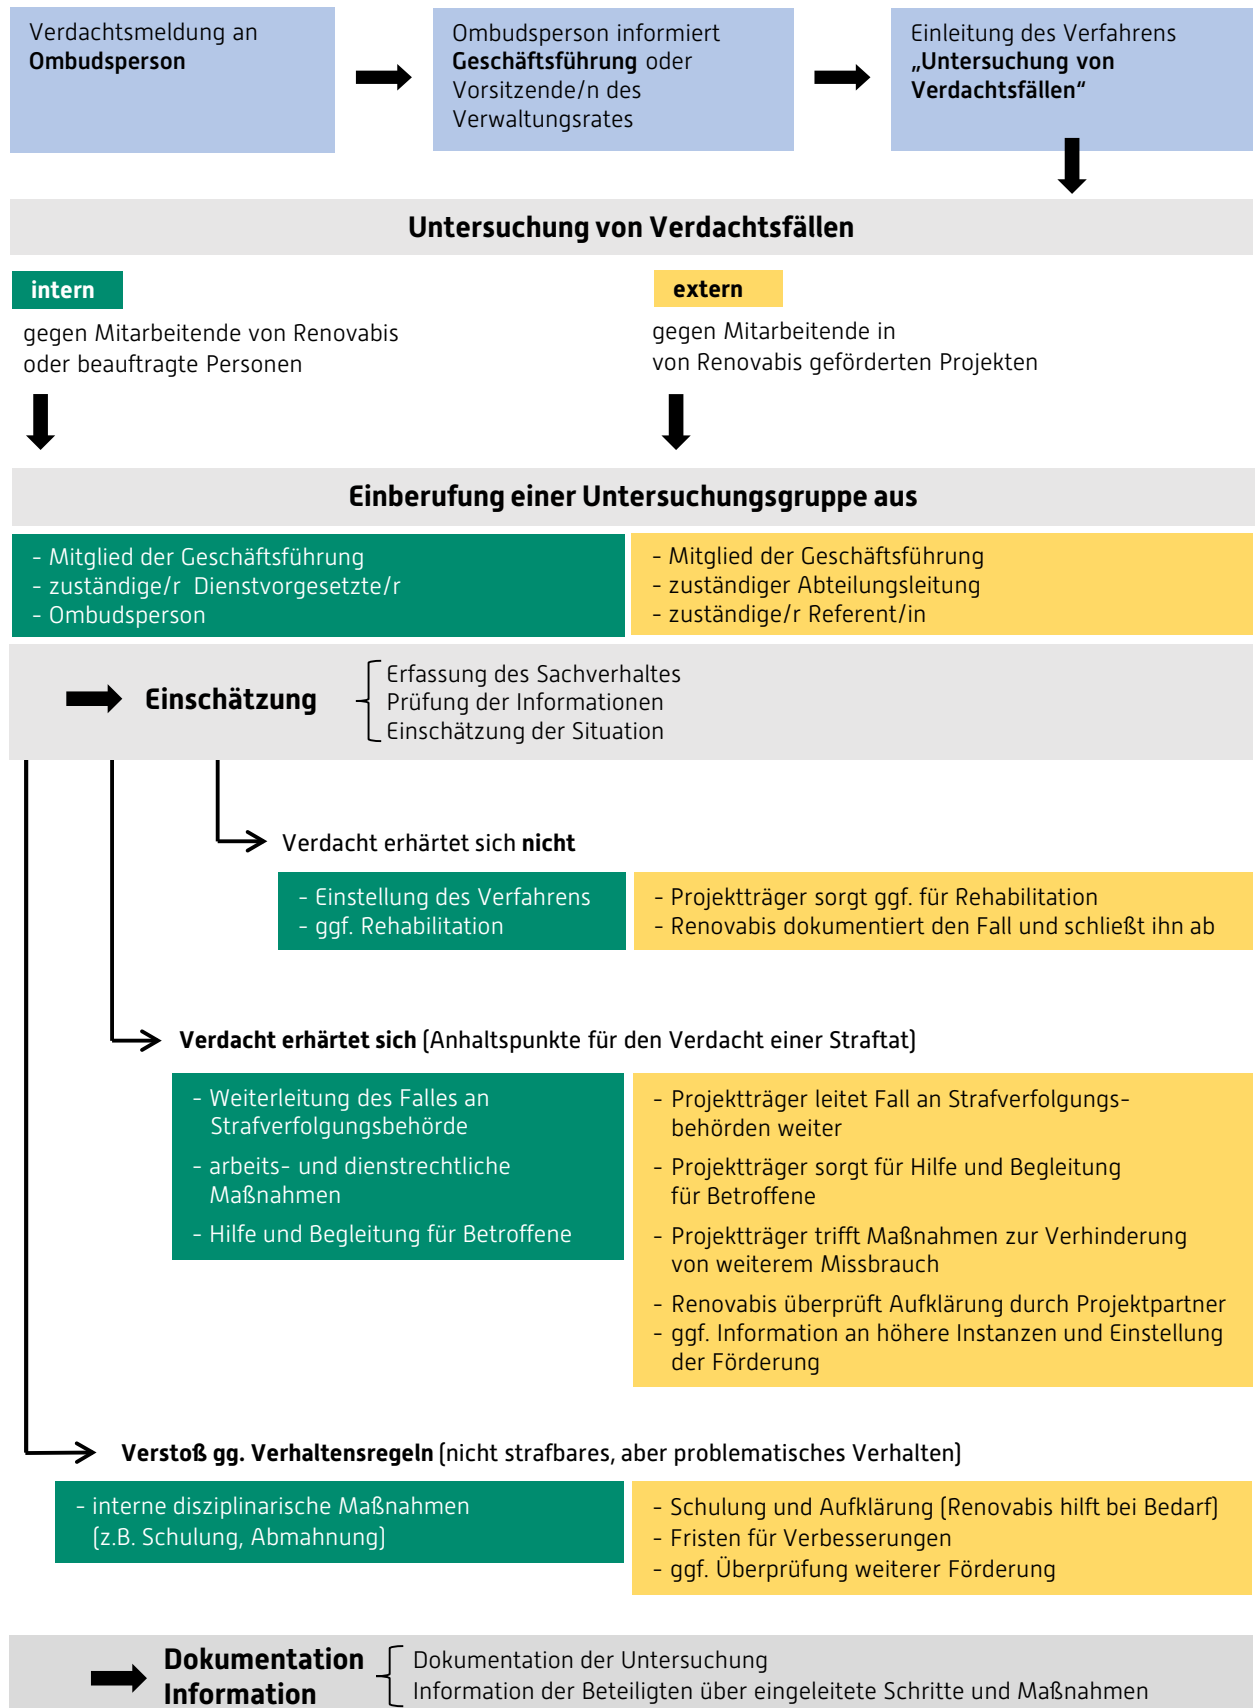 Verdachtsmeldung an
Ombudsperson
Ombudsperson informiert
Geschäftsführung oder
Vorsitzende/n des
Verwaltungsrates
Einleitung des Verfahrens
„Untersuchung von
Verdachtsfällen“
Untersuchung von Verdachtsfällen
intern
gegen Mitarbeitende von Renovabis
oder beauftragte Personen
extern
gegen Mitarbeitende in
von Renovabis geförderten Projekten
Einberufung einer Untersuchungsgruppe aus
- Mitglied der Geschäftsführung
- zuständige/r Dienstvorgesetzte/r
- Ombudsperson
- Mitglied der Geschäftsführung
- zuständiger Abteilungsleitung
- zuständige/r Referent/in
Einschätzung
Erfassung des Sachverhaltes
Prüfung der Informationen
Einschätzung der Situation
Verdacht erhärtet sich nicht
- Einstellung des Verfahrens
- ggf. Rehabilitation
- Projektträger sorgt ggf. für Rehabilitation
- Renovabis dokumentiert den Fall und schließt ihn ab
Verdacht erhärtet sich (Anhaltspunkte für den Verdacht einer Straftat)
- Weiterleitung des Falles an
Strafverfolgungsbehörde
- arbeits- und dienstrechtliche
Maßnahmen
- Hilfe und Begleitung für Betroffene
- Projektträger leitet Fall an Strafverfolgungs-
behörden weiter
- Projektträger sorgt für Hilfe und Begleitung
für Betroffene
- Projektträger trifft Maßnahmen zur Verhinderung
von weiterem Missbrauch
- Renovabis überprüft Aufklärung durch Projektpartner
- ggf. Information an höhere Instanzen und Einstellung
der Förderung
Verstoß gg. Verhaltensregeln (nicht strafbares, aber problematisches Verhalten)
- interne disziplinarische Maßnahmen
(z.B. Schulung, Abmahnung)
- Schulung und Aufklärung (Renovabis hilft bei Bedarf)
- Fristen für Verbesserungen
- ggf. Überprüfung weiterer Förderung
Dokumentation
Information
Dokumentation der Untersuchung
Information der Beteiligten über eingeleitete Schritte und Maßnahmen